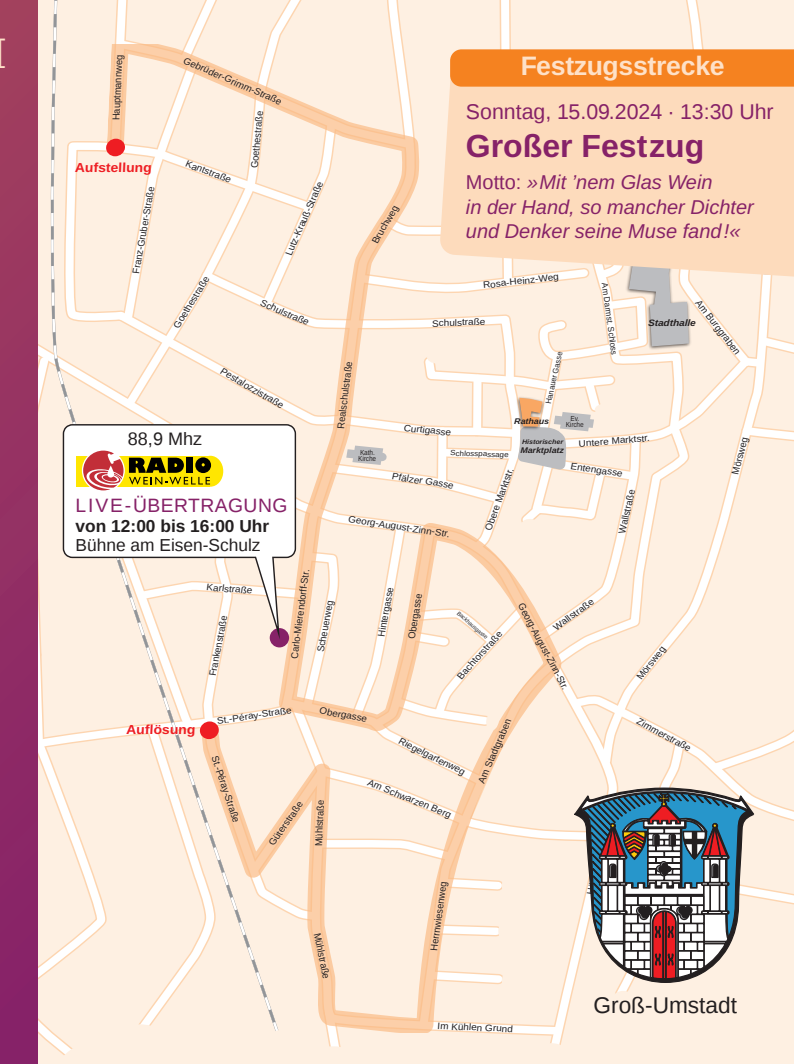 Festzugsstrecke
Sonntag, 15.09.2024 · 13:30 Uhr
Großer Festzug
Motto: »Mit ’nem Glas Wein
in der Hand, so mancher Dichter
und Denker seine Muse fand!«
Hauptmannweg
Gebrüder-Grimm-Straße
Aufstellung
Goethestraße
Kantstraße
Franz-Gruber-Straße
Lutz-Krauß-Straße
Bruchweg
Goethestraße
Schulstraße
Rosa-Heinz-Weg
Schulstraße
Am Darmst. Schloss
Stadthalle
Am Burggraben
Pestalozzistraße
Realschulstraße
Hanauer Gasse
Rathaus
Ev.
Kirche
Curtigasse
Historischer
Marktplatz
Untere Marktstr.
Schlosspassage
Kath.
Kirche
Entengasse
Pfälzer Gasse
Obere Marktstr.
Mörsweg
Wallstraße
88,9 Mhz
RADIO
WEIN-WELLE
LIVE-ÜBERTRAGUNG
von 12:00 bis 16:00 Uhr
Bühne am Eisen-Schulz
Georg-August-Zinn-Str.
Karlstraße
Frankenstraße
Carlo-Mierendorff-Str.
Scheuerweg
Hintergasse
Obergasse
Backhausgasse
Bachtorstraße
Georg-August-Zinn-Str.
Wallstraße
Mörsweg
Zimmerstraße
Auflösung
St.-Péray-Straße
Obergasse
Riegelgartenweg
Am Stadtgraben
St.-Péray-Straße
Güterstraße
Mühlstraße
Am Schwarzen Berg
Herrnwiesenweg
Mühlstraße
Im Kühlen Grund
Groß-Umstadt